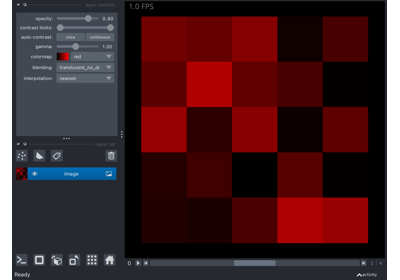 layer controls
1.0 FPS
opacity: 0.80
contrast limits:
auto-contrast: once continuous
gamma: 1.00
colormap: red
blending: translucent_no_de
interpolation: nearest
layer list
Image
0
Ready
activity